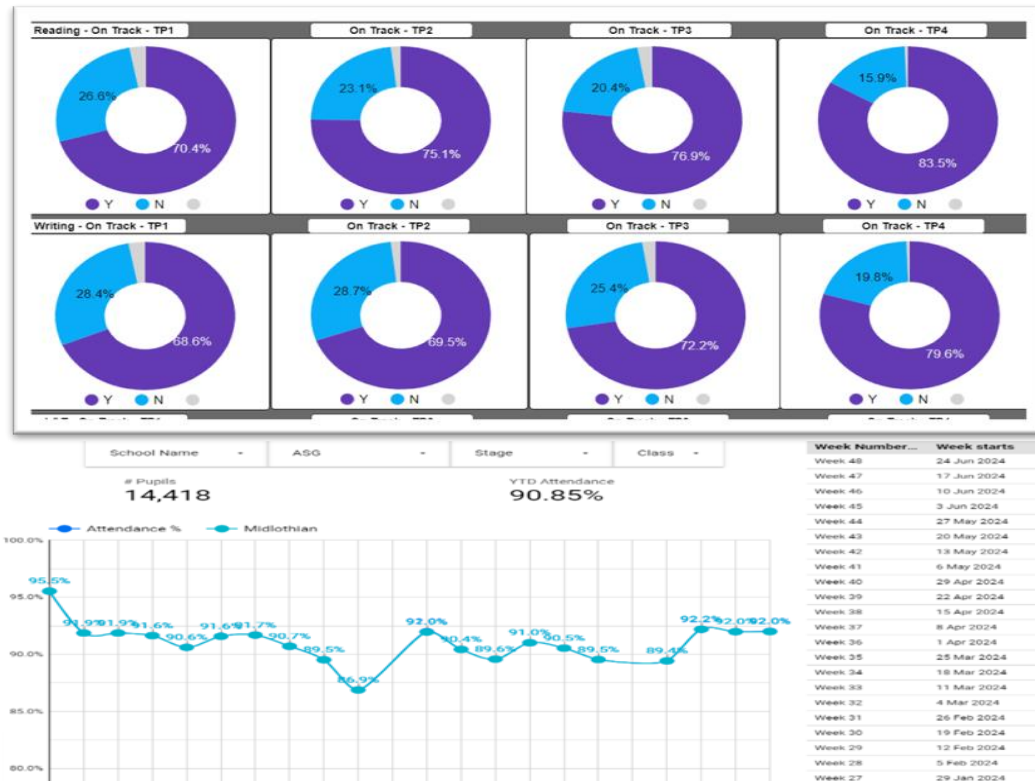 Reading - On Track - TP1 On Track - TP2 On Track - TP3 On Track - TP4
26.6% 70.4% 23.1% 75.1% 20.4% 76.9% 15.9% 83.5%
Y N Y N Y N Y N
Writing - On Track - TP1 On Track - TP2 On Track - TP3 On Track - TP4
28.4% 68.6% 28.7% 69.5% 25.4% 72.2% 19.8% 79.6%
Y N Y N Y N Y N
School Name ASG Stage Class
# Pupils YTD Attendance
14,418 90.85%
Attendance % Midlothian
100.0%
95.0%
90.0%
85.0%
80.0%
95.5% 91.9% 91.9% 91.6% 90.6% 91.6% 91.7% 90.7% 89.5% 86.9% 92.0% 90.4% 89.6% 91.0% 90.5% 89.5% 89.4% 92.2% 92.0% 92.0%
Week Number... Week starts
Week 48 24 Jun 2024
Week 47 17 Jun 2024
Week 46 10 Jun 2024
Week 45 3 Jun 2024
Week 44 27 May 2024
Week 43 20 May 2024
Week 42 13 May 2024
Week 41 6 May 2024
Week 40 29 Apr 2024
Week 39 22 Apr 2024
Week 38 15 Apr 2024
Week 37 8 Apr 2024
Week 36 1 Apr 2024
Week 35 25 Mar 2024
Week 34 18 Mar 2024
Week 33 11 Mar 2024
Week 32 4 Mar 2024
Week 31 26 Feb 2024
Week 30 19 Feb 2024
Week 29 12 Feb 2024
Week 28 5 Feb 2024
Week 27 29 Jan 2024